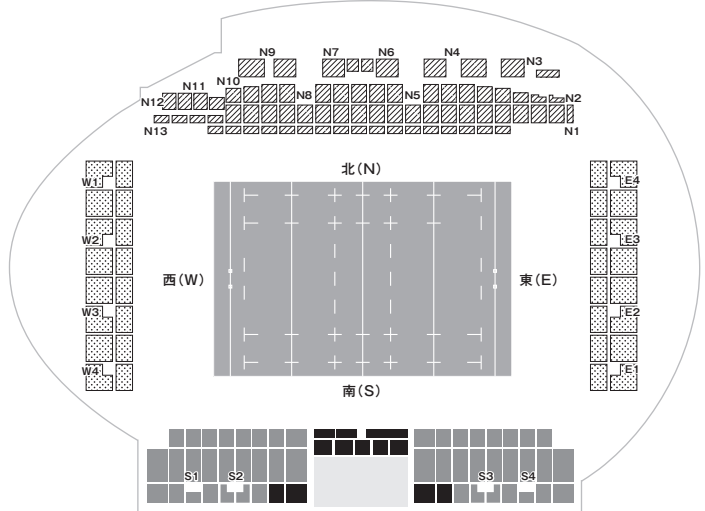 N9
N7
N6
N4
N3
N10
N11
N8
N5
N12
N2
N13
N1
北(N)
W1
E4
W2
E3
西(W)
東(E)
W3
E2
W4
E1
南(S)
S1
S2
S3
S4